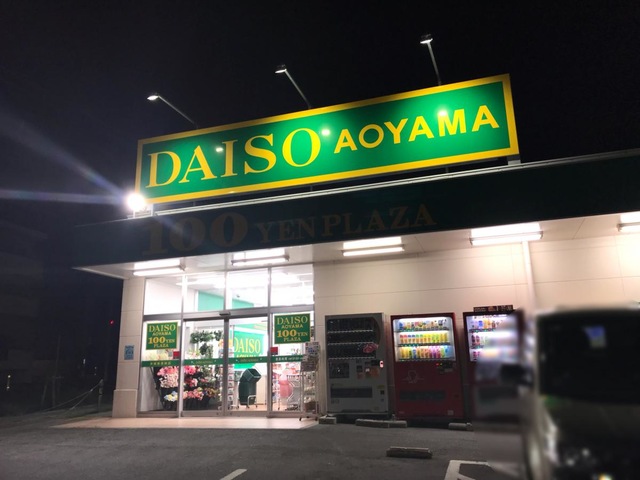 DAISO AOYAMA
100 YEN PLAZA
DAISO
AOYAMA
100 YEN
PLAZA
DAISO
DAISO
AOYAMA
100 YEN
PLAZA